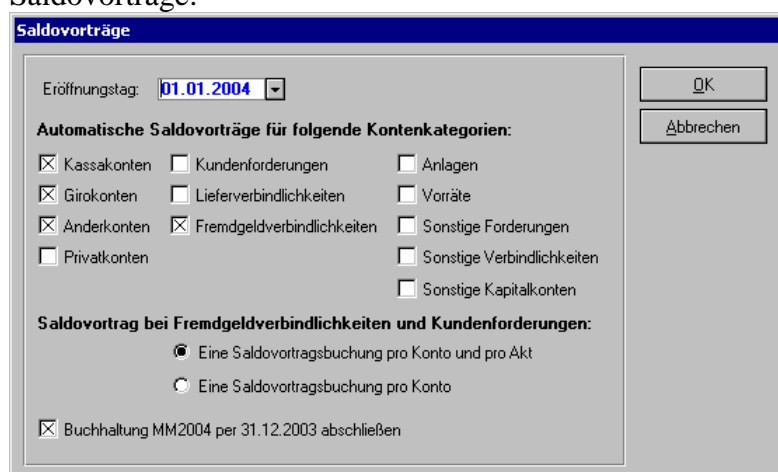 Saldovorträge:
Saldovorträge
Eröffnungstag: 01.01.2004
OK
Abbrechen
Automatische Saldovorträge für folgende Kontenkategorien:
Kassakonten Kundenforderungen Anlagen
Girokonten Lieferverbindlichkeiten Vorräte
Anderkonten Fremdgeldverbindlichkeiten Sonstige Forderungen
Privatkonten Sonstige Verbindlichkeiten
Sonstige Kapitalkonten
Saldovortrag bei Fremdgeldverbindlichkeiten und Kundenforderungen:
Eine Saldovortragsbuchung pro Konto und pro Akt
Eine Saldovortragsbuchung pro Konto
Buchhaltung MM2004 per 31.12.2003 abschließen